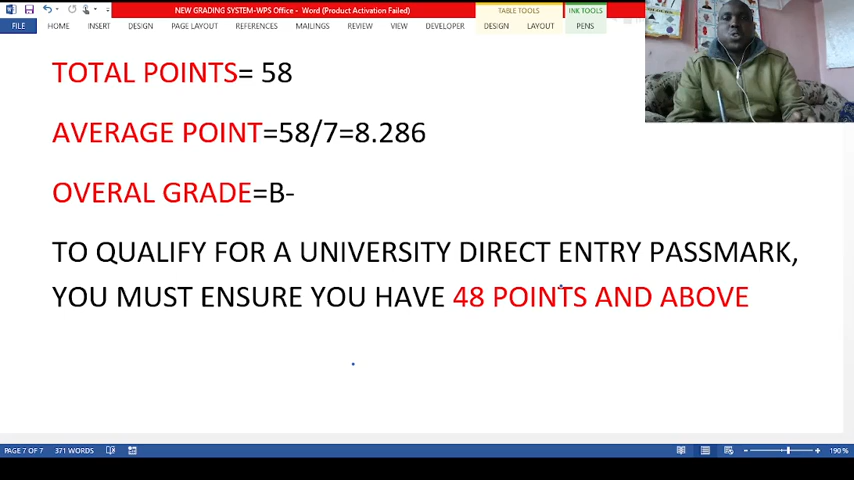 NEW GRADING SYSTEM-WPS Office - Word (Product Activation Failed)
TABLE TOOLS
INK TOOLS
FILE HOME INSERT DESIGN PAGE LAYOUT REFERENCES MAILINGS REVIEW VIEW DEVELOPER DESIGN LAYOUT PENS
TOTAL POINTS= 58
AVERAGE POINT=58/7=8.286
OVERAL GRADE=B-
TO QUALIFY FOR A UNIVERSITY DIRECT ENTRY PASSMARK,
YOU MUST ENSURE YOU HAVE 48 POINTS AND ABOVE
PAGE 7 OF 7 371 WORDS 190%